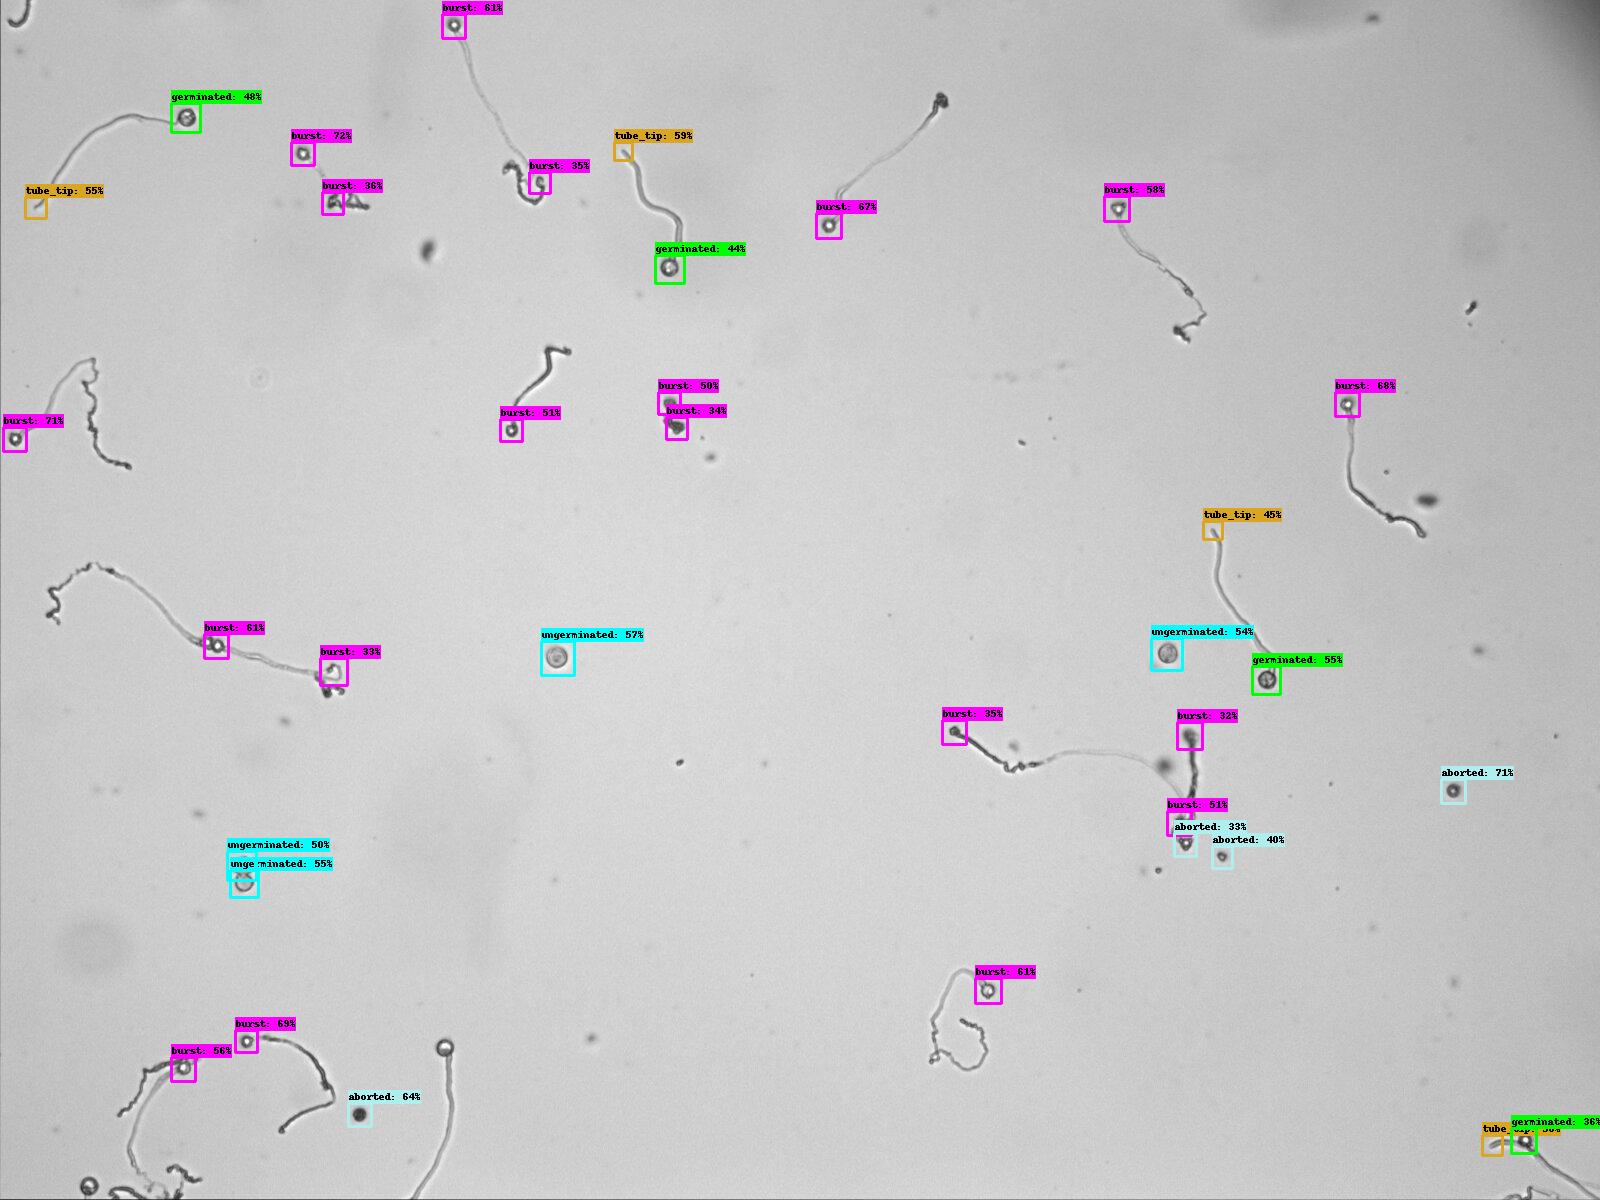 burst: 61%
germinated: 48%
burst: 72%
tube_tip: 59%
burst: 35%
burst: 36%
tube_tip: 55%
burst: 58%
burst: 67%
germinated: 44%
burst: 50%
burst: 68%
burst: 34%
burst: 51%
burst: 71%
tube_tip: 45%
burst: 61%
ungerminated: 57%
ungerminated: 54%
burst: 33%
germinated: 55%
burst: 35%
burst: 32%
aborted: 71%
burst: 51%
aborted: 33%
aborted: 40%
ungerminated: 50%
ungerminated: 55%
burst: 61%
burst: 69%
burst: 56%
aborted: 64%
germinated: 36%